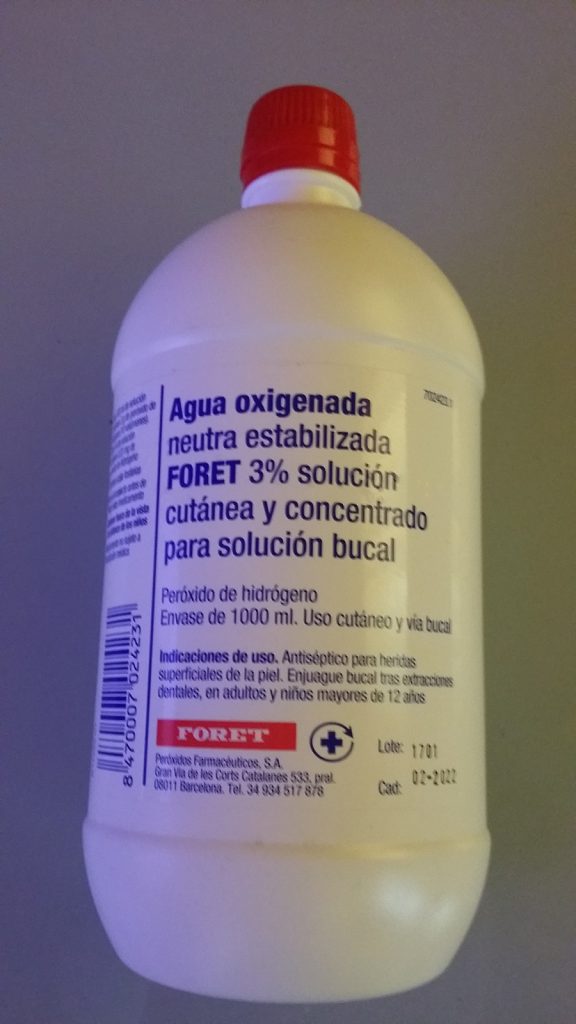 702423.1
Agua oxigenada
neutra estabilizada
FORET 3% solución
cutánea y concentrado
para solución bucal
Peróxido de hidrógeno
Envase de 1000 ml. Uso cutáneo y vía bucal
Indicaciones de uso. Antiséptico para heridas
superficiales de la piel. Enjuague bucal tras extracciones
dentales, en adultos y niños mayores de 12 años
FORET
Peróxidos Farmacéuticos, S.A.
Gran Vía de les Corts Catalanes 533, pral.
08011 Barcelona. Tel. 34 934 517 878
Lote: 1701
Cad: 02-2022
8 470007 024231